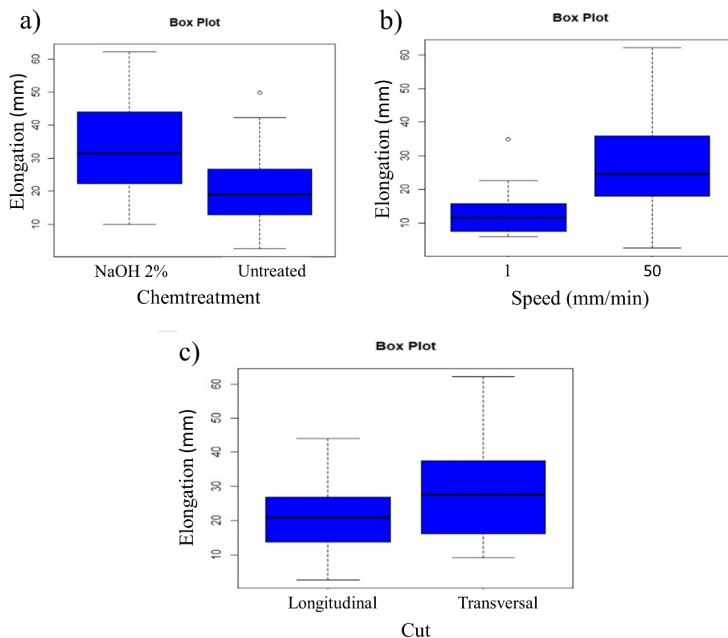 a)
Box Plot
Elongation (mm)
10 20 30 40 50 60
NaOH 2% Untreated
Chemtreatment
b)
Box Plot
Elongation (mm)
10 20 30 40 50 60
1 50
Speed (mm/min)
c)
Box Plot
Elongation (mm)
10 20 30 40 50 60
Longitudinal Transversal
Cut